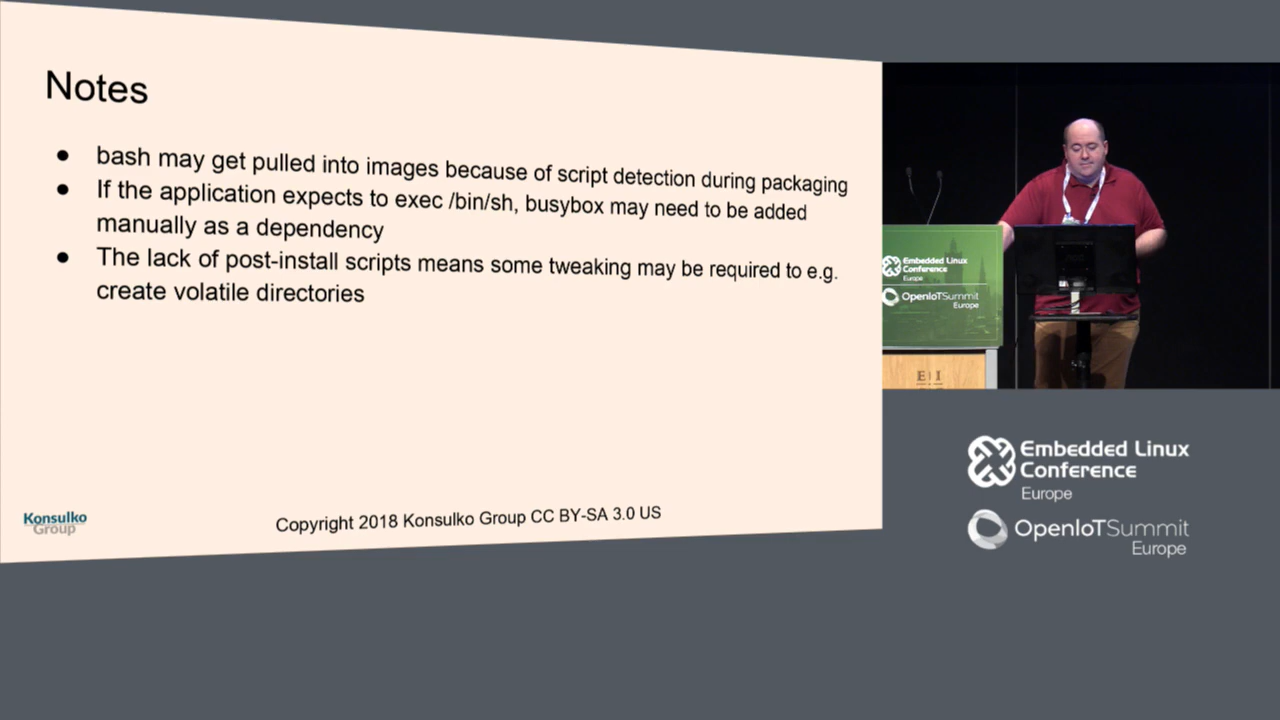 Notes
● bash may get pulled into images because of script detection during packaging
● If the application expects to exec /bin/sh, busybox may need to be added
manually as a dependency
● The lack of post-install scripts means some tweaking may be required to e.g.
create volatile directories
Konsulko
Group
Copyright 2018 Konsulko Group CC BY-SA 3.0 US
Embedded Linux
Conference
Europe
OpenIoTSummit
Europe
Embedded Linux
Conference
Europe
OpenIoTSummit
Europe